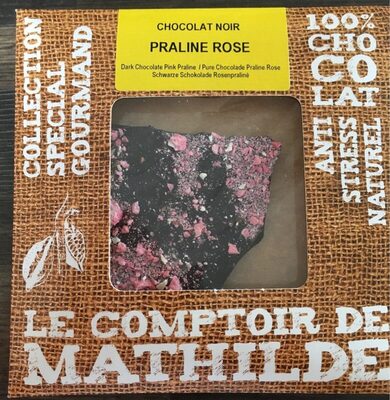 COLLECTION
SPECIAL
GOURMAND
CHOCOLAT NOIR
PRALINE ROSE
Dark Chocolate Pink Praline / Pure Chocolade Praline Rose
Schwarze Schokolade Rosenpraliné
100%
CHO
CO
LAT
ANTI
STRESS
NATUREL
LE COMPTOIR DE
MATHILDE